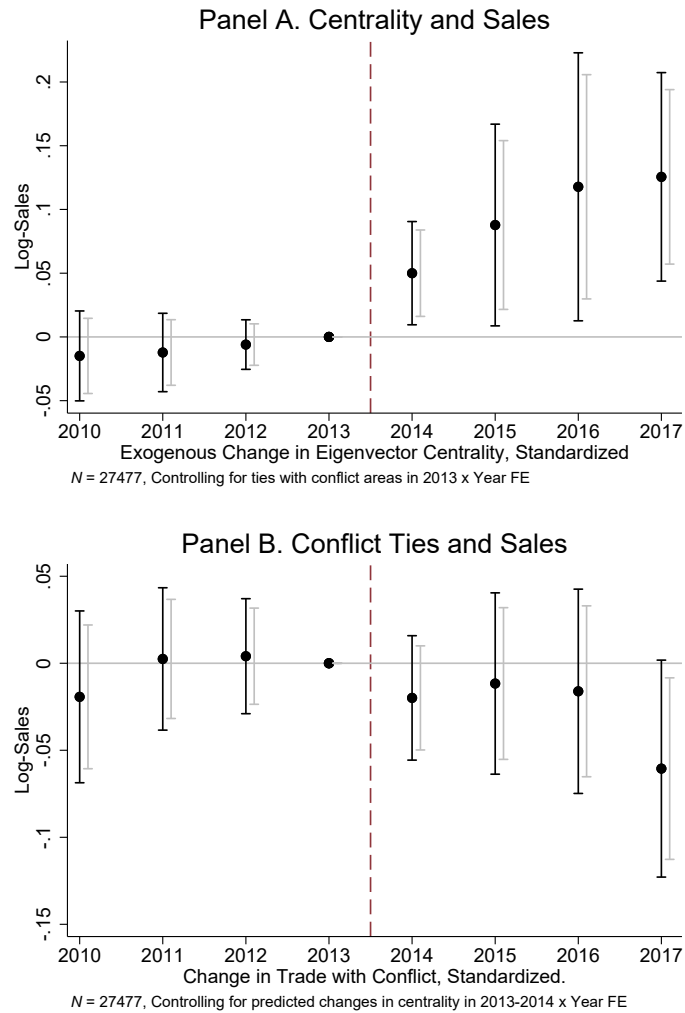 Panel A. Centrality and Sales
Log-Sales
.2
.15
.1
.05
0
-.05
2010 2011 2012 2013 2014 2015 2016 2017
Exogenous Change in Eigenvector Centrality, Standardized
N = 27477, Controlling for ties with conflict areas in 2013 x Year FE
Panel B. Conflict Ties and Sales
Log-Sales
.05
0
-.05
-.1
-.15
2010 2011 2012 2013 2014 2015 2016 2017
Change in Trade with Conflict, Standardized.
N = 27477, Controlling for predicted changes in centrality in 2013-2014 x Year FE